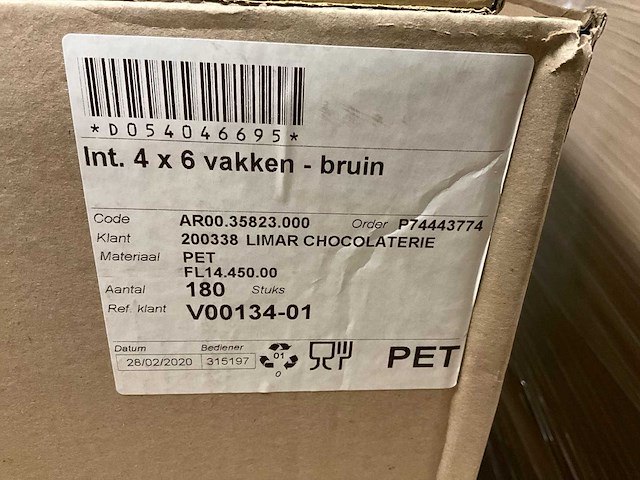 *D054046695*
Int. 4 x 6 vakken - bruin
Code AR00.35823.000 Order P74443774
Klant 200338 LIMAR CHOCOLATERIE
Materiaal PET
FL14.450.00
Aantal 180 Stuks
Ref. klant V00134-01
Datum Bediener
28/02/2020 315197
01
0
PET